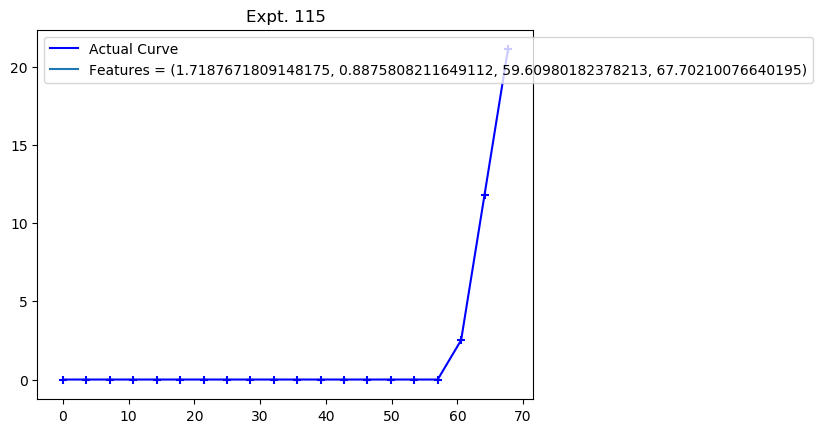 Expt. 115
Actual Curve
Features = (1.7187671809148175, 0.8875808211649112, 59.60980182378213, 67.70210076640195)
20
15
10
5
0
0 10 20 30 40 50 60 70